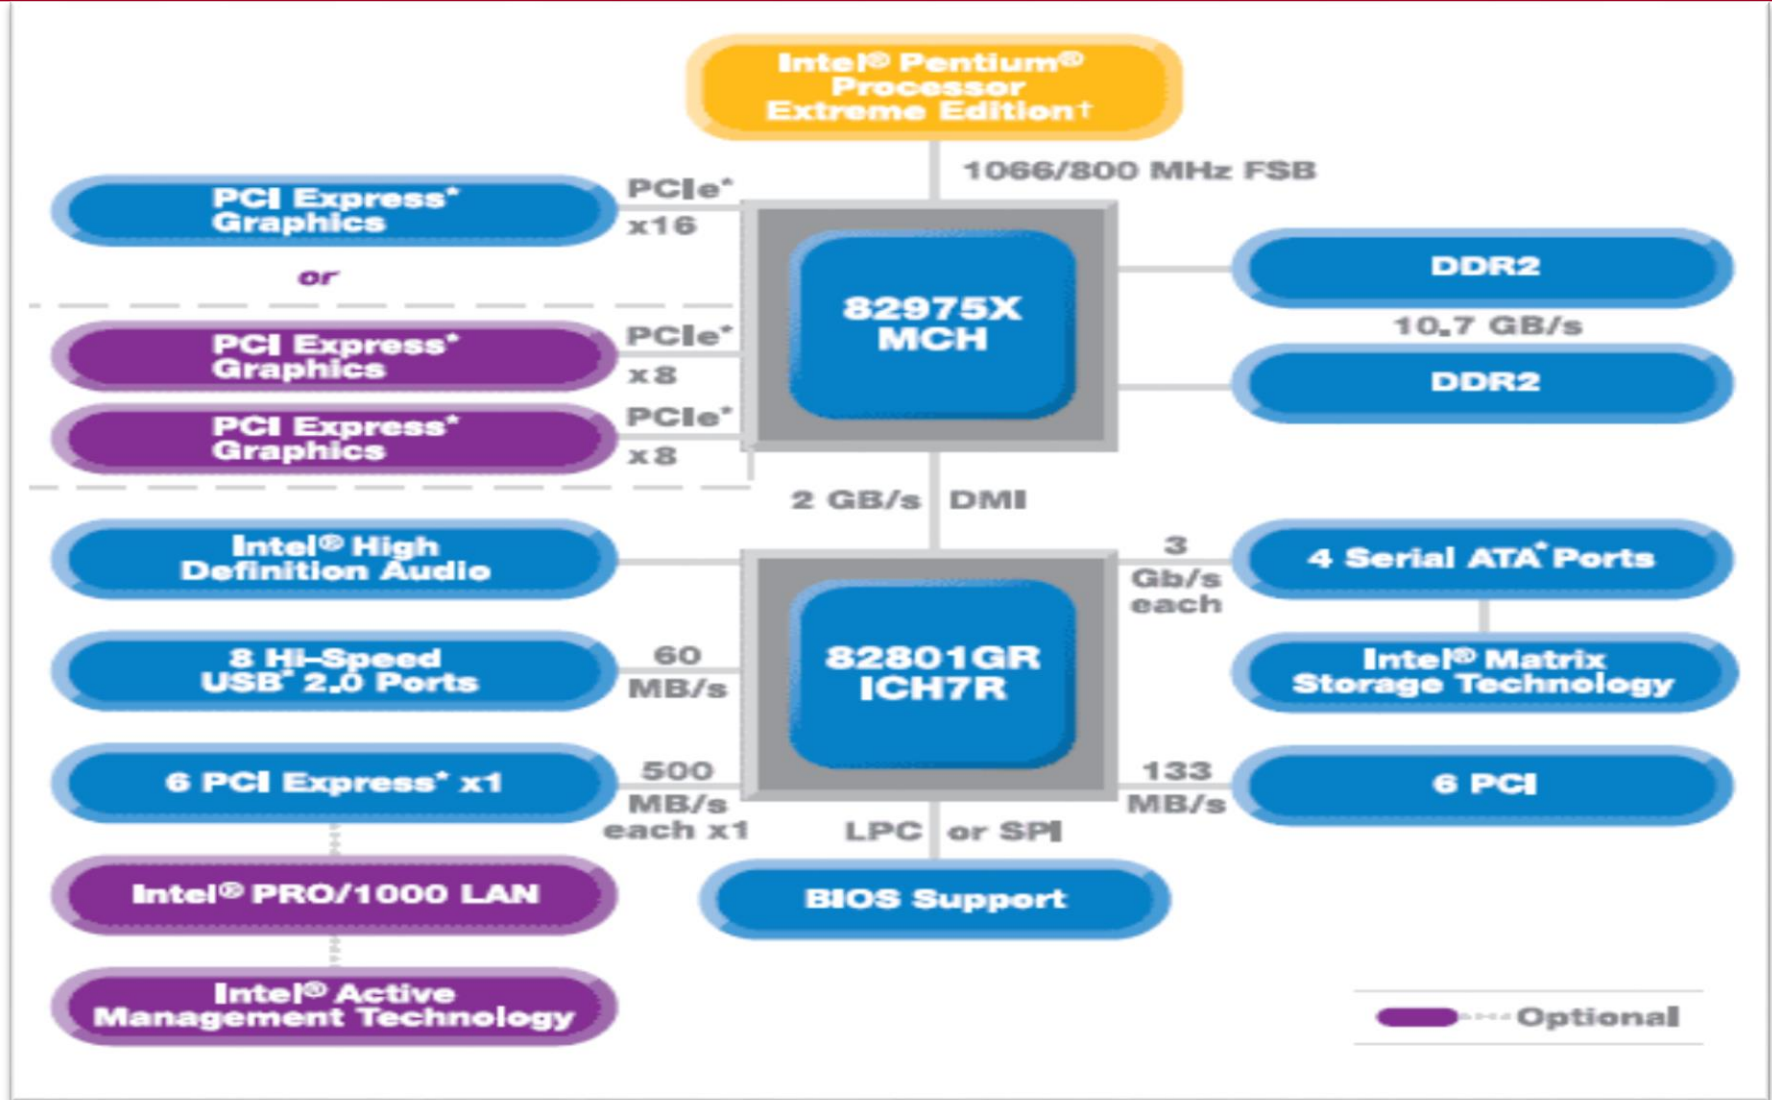 Intel® Pentium®
Processor
Extreme Edition†
1066/800 MHz FSB
PCI Express*
Graphics
PCIe*
x16
or
PCI Express*
Graphics
PCIe*
x8
PCI Express*
Graphics
PCIe*
x8
82975X
MCH
DDR2
10.7 GB/s
DDR2
2 GB/s DMI
Intel® High
Definition Audio
8 Hi-Speed
USB* 2.0 Ports
60
MB/s
6 PCI Express* x1
500
MB/s
each x1
82801GR
ICH7R
3
Gb/s
each
4 Serial ATA* Ports
Intel® Matrix
Storage Technology
133
MB/s
6 PCI
LPC or SPI
BIOS Support
Intel® PRO/1000 LAN
Intel® Active
Management Technology
Optional